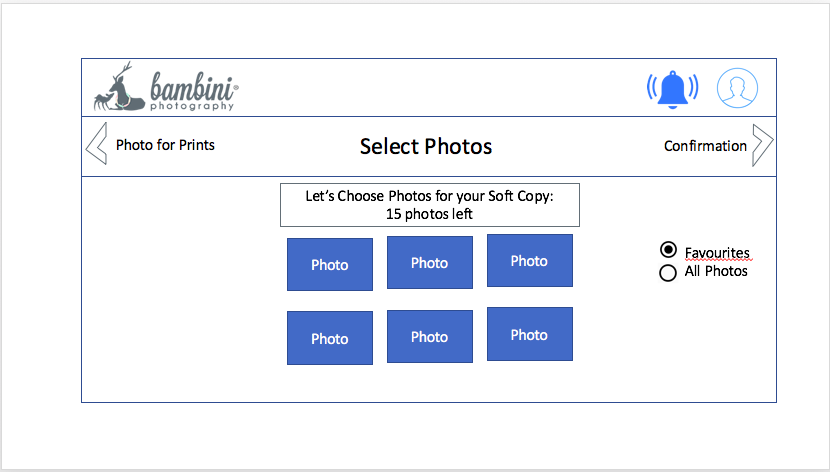 bambini®
photography
Photo for Prints
Select Photos
Confirmation
Let's Choose Photos for your Soft Copy:
15 photos left
Photo
Photo
Photo
Favourites
All Photos
Photo
Photo
Photo